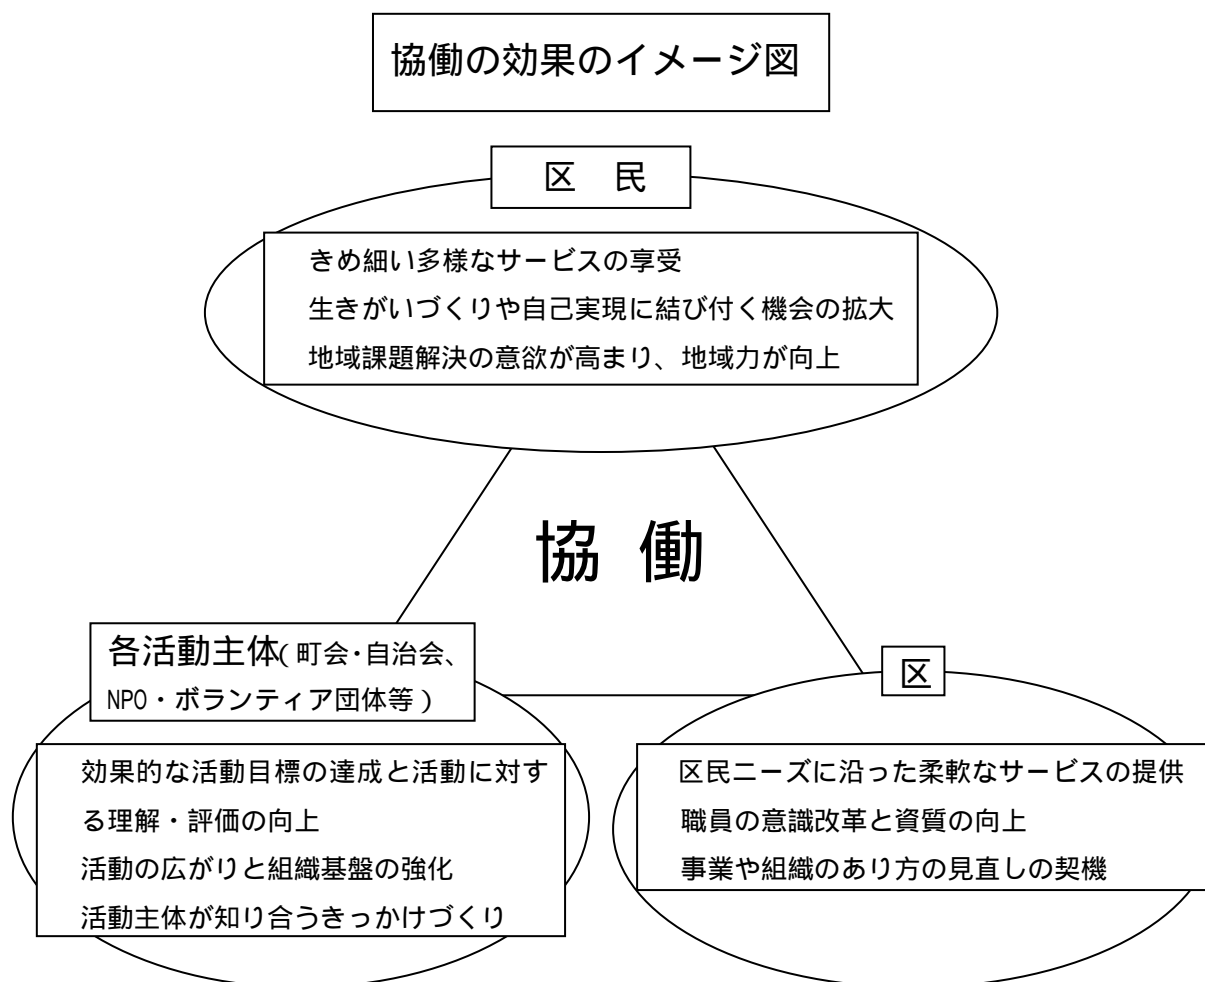 協働の効果のイメージ図
区　民
きめ細い多様なサービスの享受
生きがいづくりや自己実現に結び付く機会の拡大
地域課題解決の意欲が高まり、地域力が向上
協 働
各活動主体(町会・自治会、
NPO・ボランティア団体等)
効果的な活動目標の達成と活動に対す
る理解・評価の向上
活動の広がりと組織基盤の強化
活動主体が知り合うきっかけづくり
区
区民ニーズに沿った柔軟なサービスの提供
職員の意識改革と資質の向上
事業や組織のあり方の見直しの契機